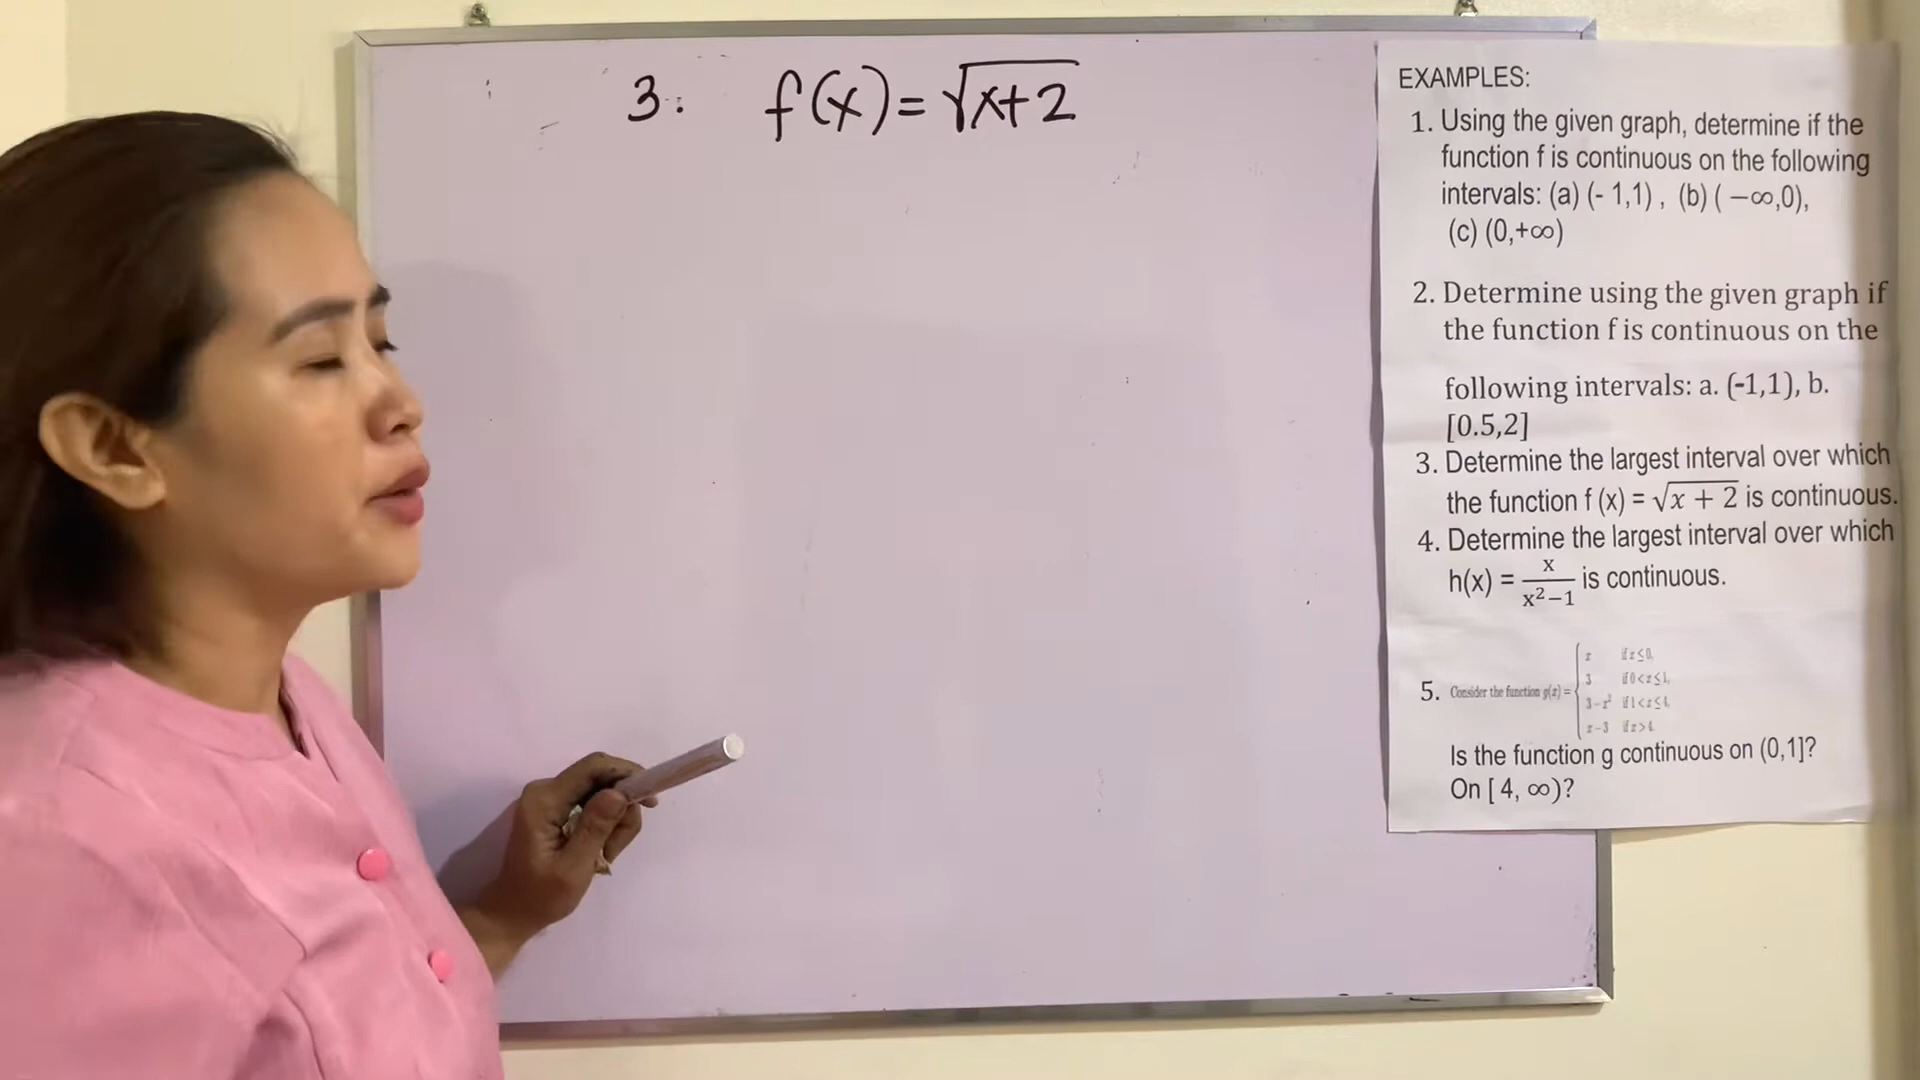 3. f(x) = √x+2
EXAMPLES:
1. Using the given graph, determine if the
function f is continuous on the following
intervals: (a) (- 1,1) , (b) ( −∞,0),
(c) (0,+∞)
2. Determine using the given graph if
the function f is continuous on the
following intervals: a. (-1,1), b.
[0.5,2]
3. Determine the largest interval over which
the function f (x) = √x + 2 is continuous.
4. Determine the largest interval over which
h(x) = x/x²−1 is continuous.
5. Consider the function g(x) =
x if x ≤ 0,
3 if 0 < x ≤ 1,
3−x² if 1 < x ≤ 4,
x−3 if x > 4.
Is the function g continuous on (0,1]?
On [ 4, ∞)?